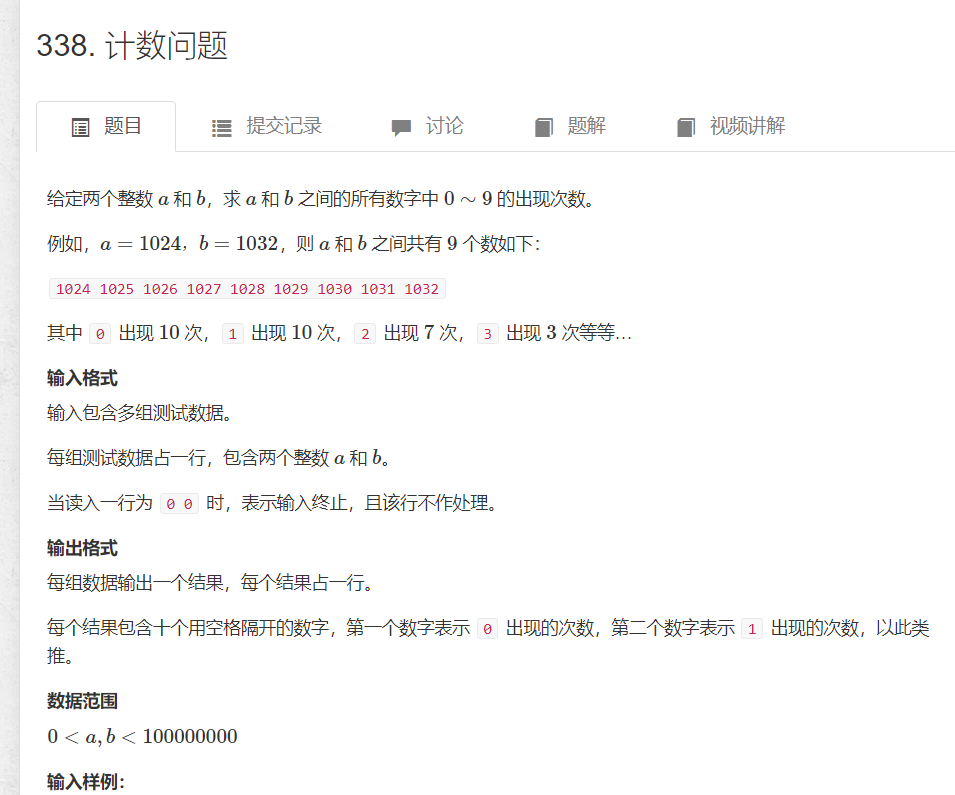 338. 计数问题
题目 提交记录 讨论 题解 视频讲解
给定两个整数 a 和 b，求 a 和 b 之间的所有数字中 0 ∼ 9 的出现次数。
例如，a = 1024，b = 1032，则 a 和 b 之间共有 9 个数如下：
1024 1025 1026 1027 1028 1029 1030 1031 1032
其中 0 出现 10 次，1 出现 10 次，2 出现 7 次，3 出现 3 次等等…
输入格式
输入包含多组测试数据。
每组测试数据占一行，包含两个整数 a 和 b。
当读入一行为 0 0 时，表示输入终止，且该行不作处理。
输出格式
每组数据输出一个结果，每个结果占一行。
每个结果包含十个用空格隔开的数字，第一个数字表示 0 出现的次数，第二个数字表示 1 出现的次数，以此类
推。
数据范围
0 < a, b < 100000000
输入样例：